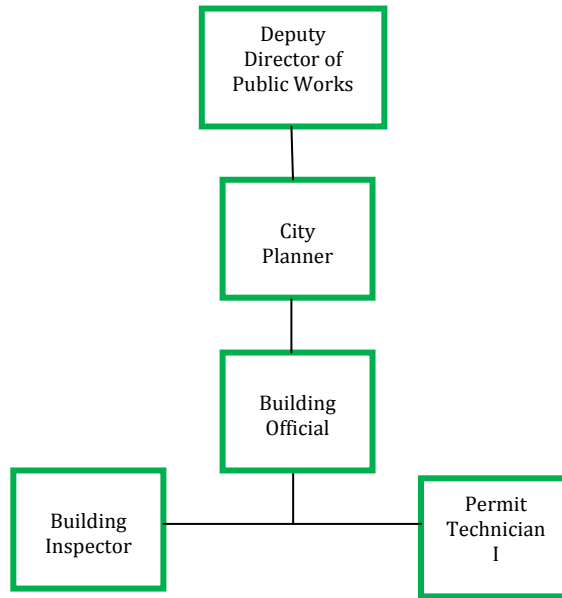 Deputy
Director of
Public Works
City
Planner
Building
Official
Building
Inspector
Permit
Technician
I